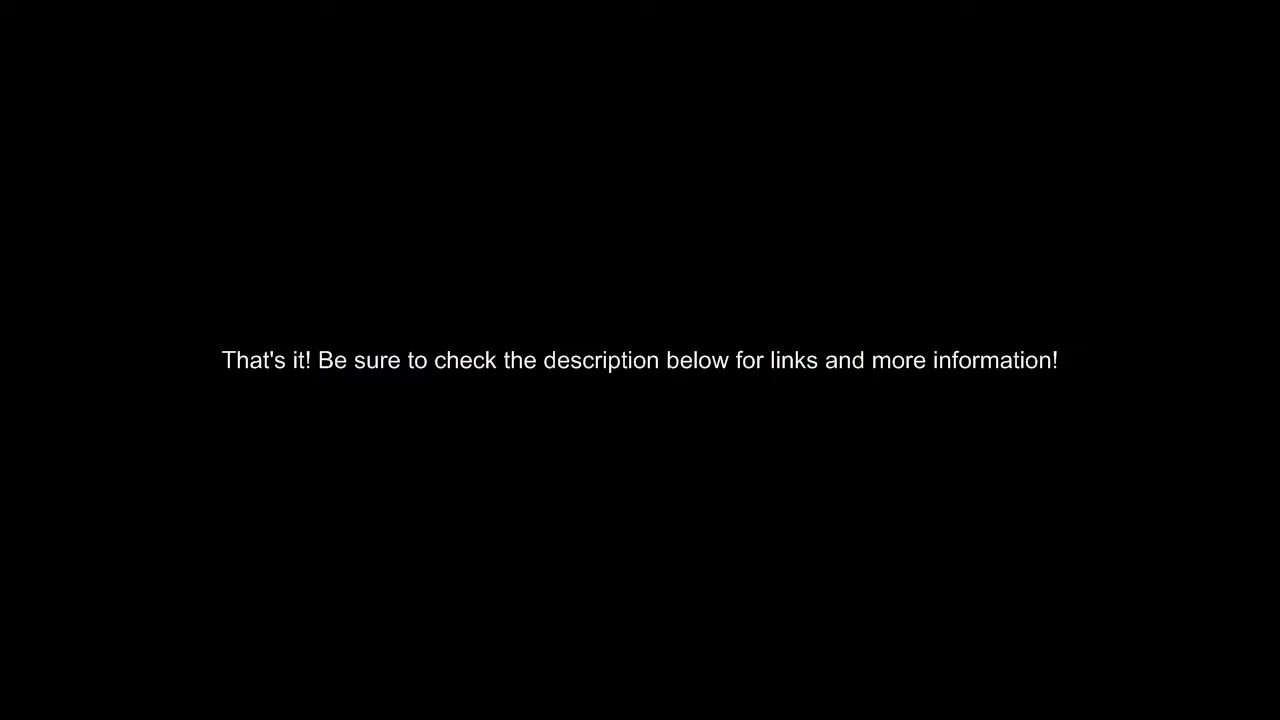 That's it! Be sure to check the description below for links and more information!